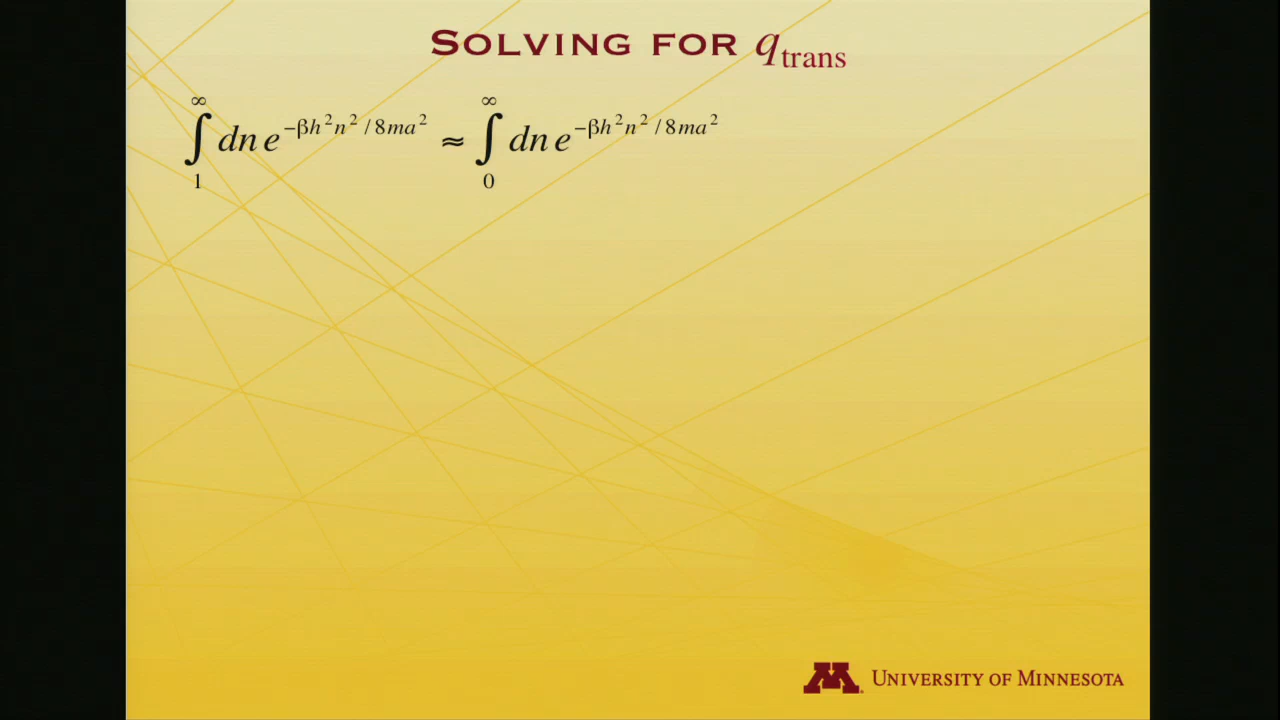 SOLVING FOR q_trans
∫_1^∞ dn e^{−βh²n²/8ma²} ≈ ∫_0^∞ dn e^{−βh²n²/8ma²}
M UNIVERSITY OF MINNESOTA